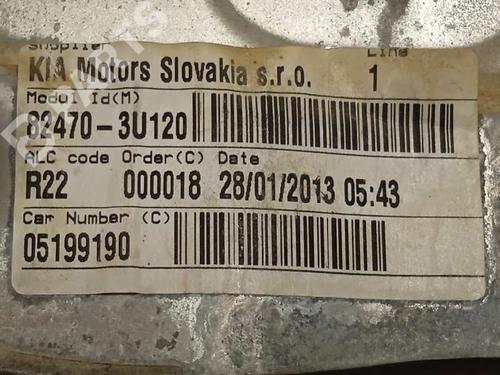 Supplier Line
KIA Motors Slovakia s.r.o. 1
Modul Id(M)
82470-3U120
ALC code Order(C) Date
R22 000018 28/01/2013 05:43
Car Number (C)
05199190